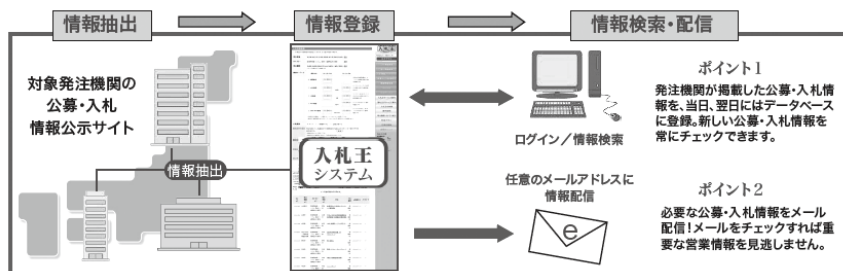 情報抽出
情報登録
情報検索・配信
対象発注機関の
公募・入札
情報公示サイト
情報抽出
入札王
システム
ログイン/情報検索
ポイント1
発注機関が掲載した公募・入札情
報を、当日、翌日にはデータベース
に登録。新しい公募・入札情報を
常にチェックできます。
任意のメールアドレスに
情報配信
e
ポイント2
必要な公募・入札情報をメール
配信!メールをチェックすれば重
要な営業情報を見逃しません。